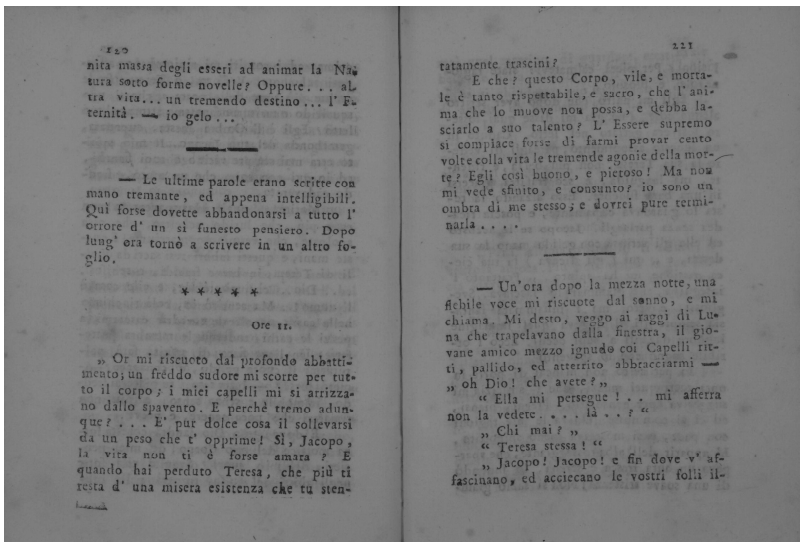 120
nita massa degli esseri ad animar la Na-
tura sotto forme novelle? Oppure... al
tra vita... un tremendo destino... l' E-
ternità. — io gelo...
— Le ultime parole erano scritte con
mano tremante, ed appena intelligibili.
Quì forse dovette abbandonarsi a tutto l'
orrore d' un sì funesto pensiero. Dopo
lung' ora tornò a scrivere in un altro fo-
glio.
* * * * *
Ore 11.
„ Or mi riscuoto dal profondo abbatti-
mento; un freddo sudore mi scorre per tut-
to il corpo; i miei capelli mi si arrizza-
no dallo spavento. E perchè tremo adun-
que?... E' pur dolce cosa il sollevarsi
da un peso che t' opprime! Sì, Jacopo,
la vita non ti è forse amara? E
quando hai perduto Teresa, che più ti
resta d' una misera esistenza che tu sten-
221
tatamente trascini?
E che? questo Corpo, vile, e morta-
le è tanto rispettabile, e sacro, che l' ani-
ma che lo muove non possa, e debba la-
sciarlo a suo talento? L' Essere supremo
si compiace forse di farmi provar cento
volte colla vita le tremende agonie della mor-
te? Egli così buono, e pietoso! Ma non
mi vede sfinito, e consunto? io sono un
ombra di me stesso; e dovrei pure termi-
narla....
— Un'ora dopo la mezza notte, una
flebile voce mi riscuote dal sonno, e mi
chiama. Mi desto, veggo ai raggi di Lu-
na che trapelavano dalla finestra, il gio-
vane amico mezzo ignudo coi Capelli rit-
ti, pallido, ed atterrito abbracciarmi —
„ oh Dio! che avete? „
“ Ella mi persegue!.. mi afferra
non la vedete.... là..? “
„ Chi mai? „
“ Teresa stessa! “
„ Jacopo! Jacopo! e fin dove v' af-
fascinano, ed acciecano le vostri folli il-